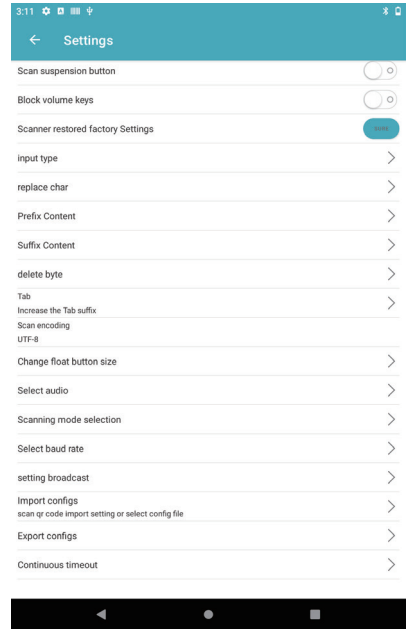 3:11
Settings
Scan suspension button
Block volume keys
Scanner restored factory Settings
input type
replace char
Prefix Content
Suffix Content
delete byte
Tab
Increase the Tab suffix
Scan encoding
UTF-8
Change float button size
Select audio
Scanning mode selection
Select baud rate
setting broadcast
Import configs
scan qr code import setting or select config file
Export configs
Continuous timeout